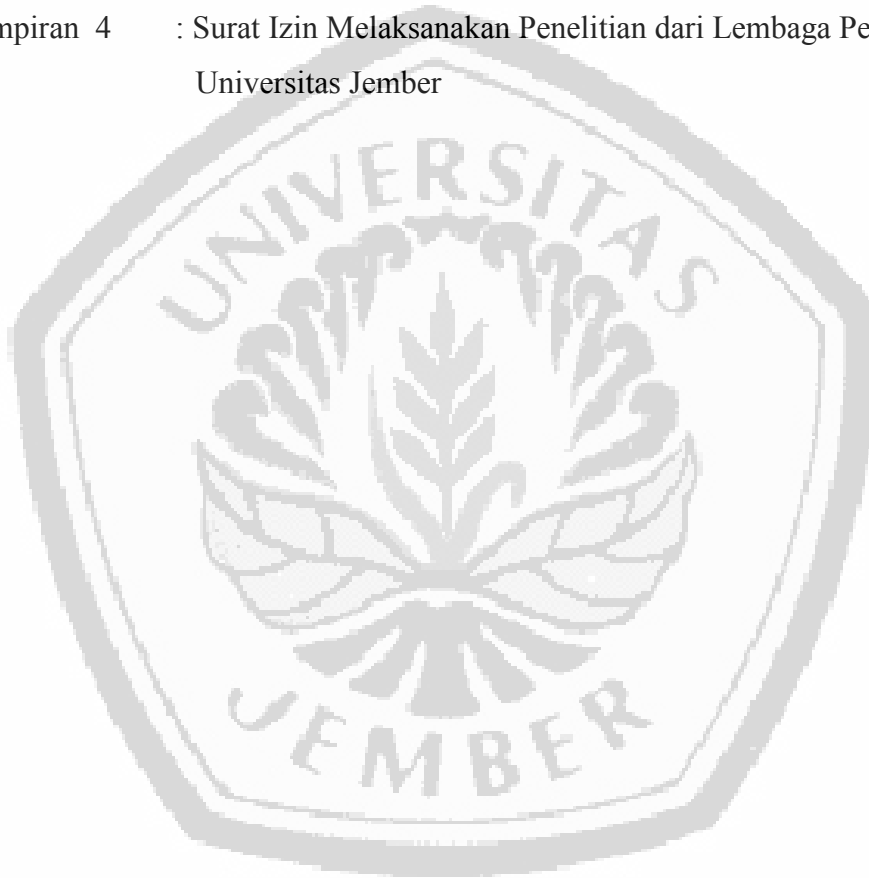 mpiran 4 : Surat Izin Melaksanakan Penelitian dari Lembaga Pe
Universitas Jember
UNIVERSITAS
JEMBER